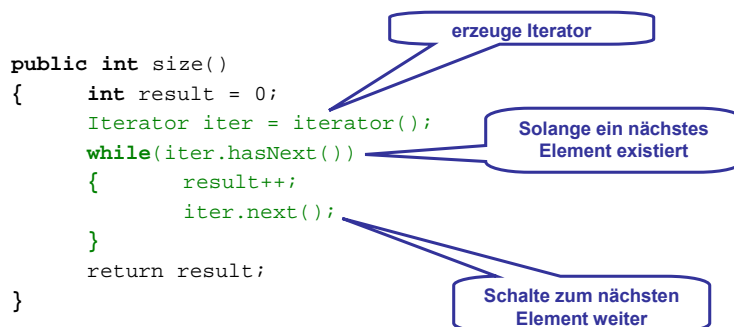 erzeuge Iterator
public int size()
{ int result = 0;
Iterator iter = iterator();
Solange ein nächstes
Element existiert
while(iter.hasNext())
{ result++;
iter.next();
}
return result;
Schalte zum nächsten
Element weiter
}